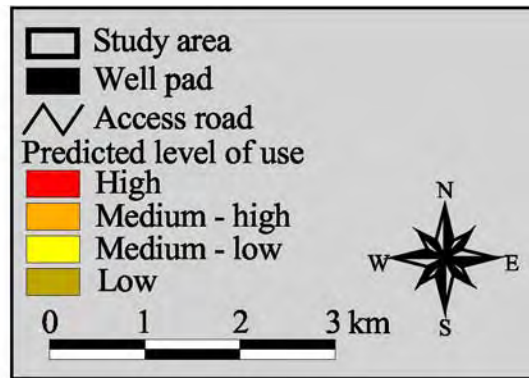 Study area
Well pad
Access road
Predicted level of use
High
Medium - high
Medium - low
Low
N
W E
S
0 1 2 3 km